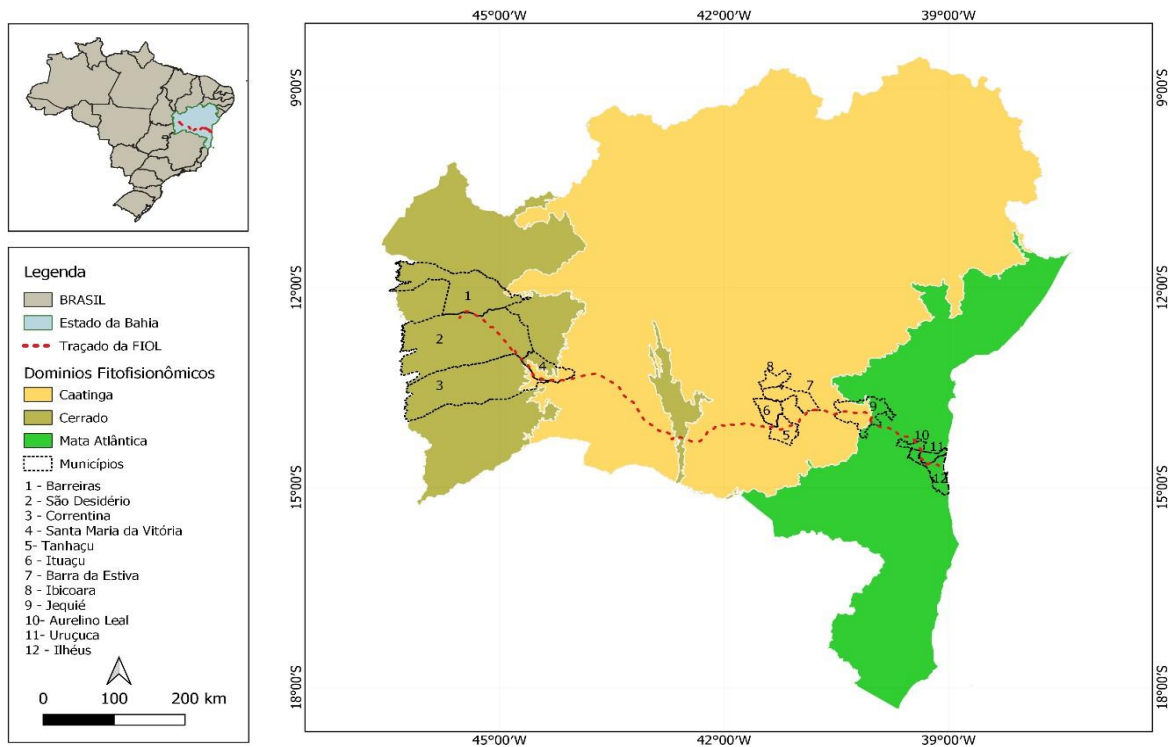 45°00'W 42°00'W 39°00'W
9°00'S 9°00'S
12°00'S 12°00'S
15°00'S 15°00'S
18°00'S 18°00'S
45°00'W 42°00'W 39°00'W
1
2
3
4
8
7
6
5
9
10
11
12
Legenda
BRASIL
Estado da Bahia
Traçado da FIOL
Dominios Fitofisionômicos
Caatinga
Cerrado
Mata Atlântica
Municípios
1 - Barreiras
2 - São Desidério
3 - Correntina
4 - Santa Maria da Vitória
5- Tanhaçu
6 - Ituaçu
7 - Barra da Estiva
8 - Ibicoara
9 - Jequié
10- Aurelino Leal
11- Uruçuca
12 - Ilhéus
0 100 200 km